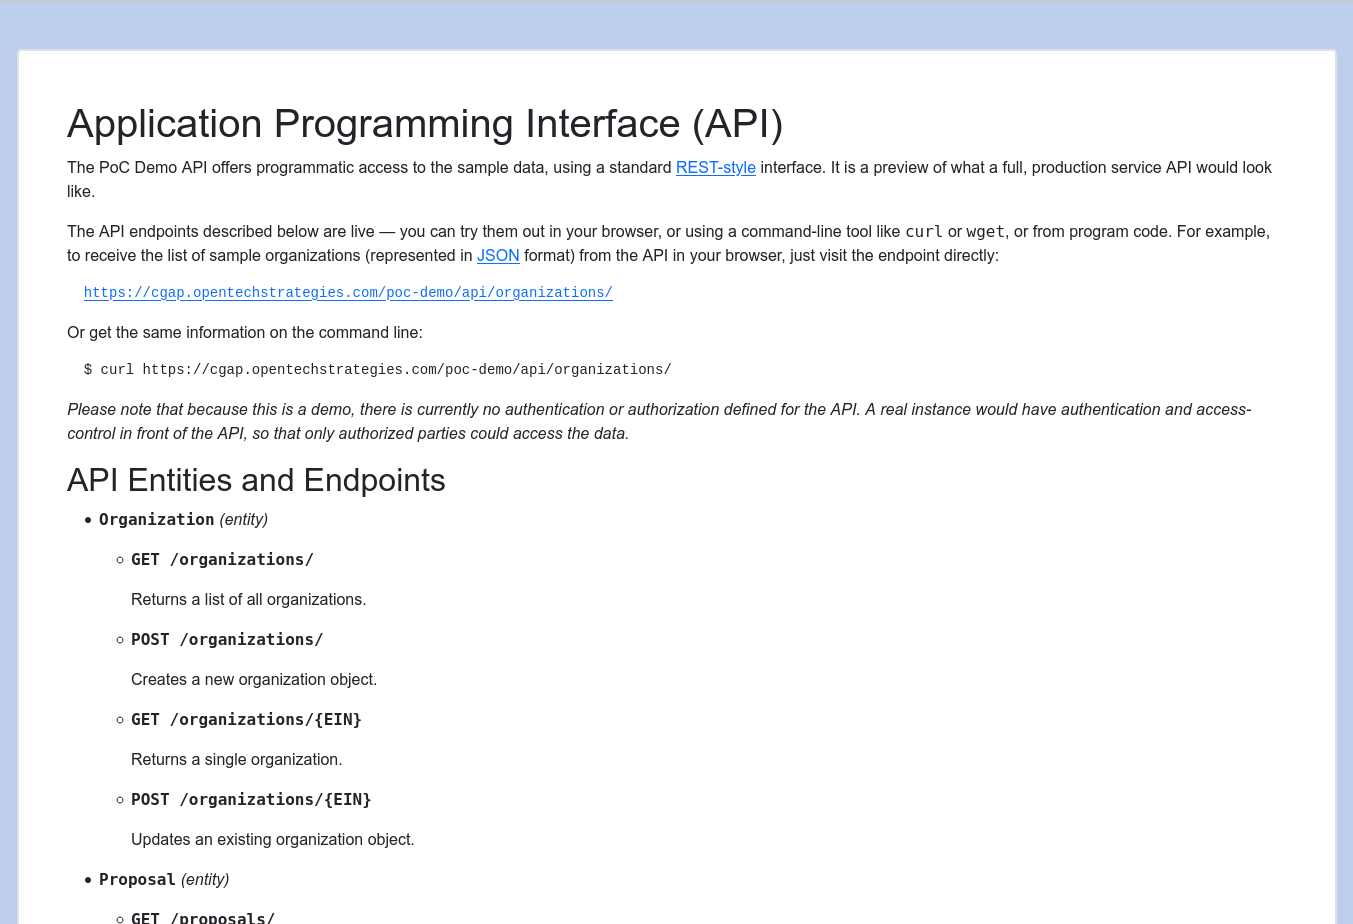 Application Programming Interface (API)
The PoC Demo API offers programmatic access to the sample data, using a standard REST-style interface. It is a preview of what a full, production service API would look
like.
The API endpoints described below are live — you can try them out in your browser, or using a command-line tool like curl or wget, or from program code. For example,
to receive the list of sample organizations (represented in JSON format) from the API in your browser, just visit the endpoint directly:
https://cgap.opentechstrategies.com/poc-demo/api/organizations/
Or get the same information on the command line:
$ curl https://cgap.opentechstrategies.com/poc-demo/api/organizations/
Please note that because this is a demo, there is currently no authentication or authorization defined for the API. A real instance would have authentication and access-
control in front of the API, so that only authorized parties could access the data.
API Entities and Endpoints
• Organization (entity)
◦ GET /organizations/
Returns a list of all organizations.
◦ POST /organizations/
Creates a new organization object.
◦ GET /organizations/{EIN}
Returns a single organization.
◦ POST /organizations/{EIN}
Updates an existing organization object.
• Proposal (entity)
◦ GET /proposals/